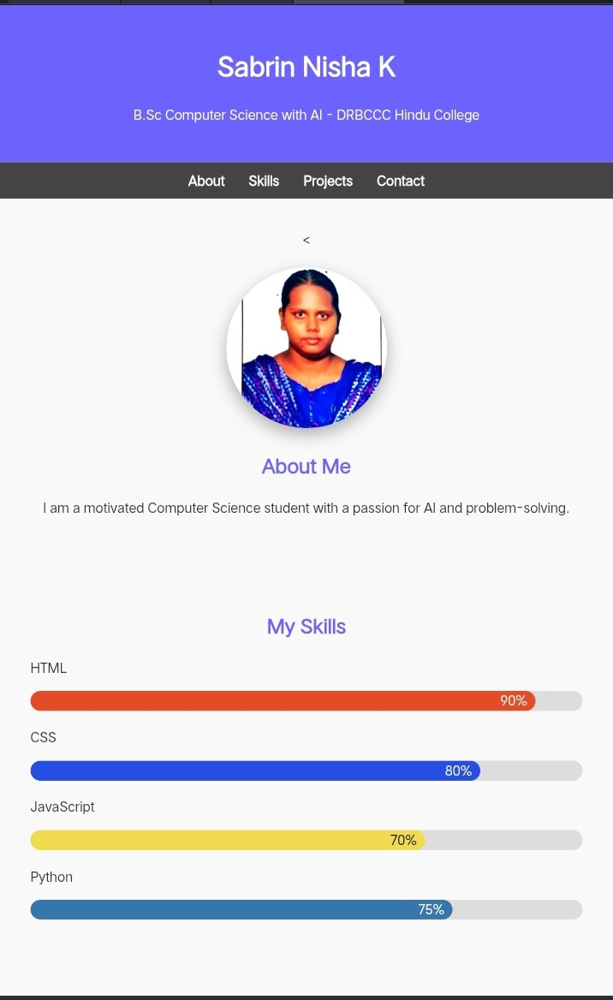 Sabrin Nisha K
B.Sc Computer Science with AI - DRBCCC Hindu College
About Skills Projects Contact
<
About Me
I am a motivated Computer Science student with a passion for AI and problem-solving.
My Skills
HTML
90%
CSS
80%
JavaScript
70%
Python
75%